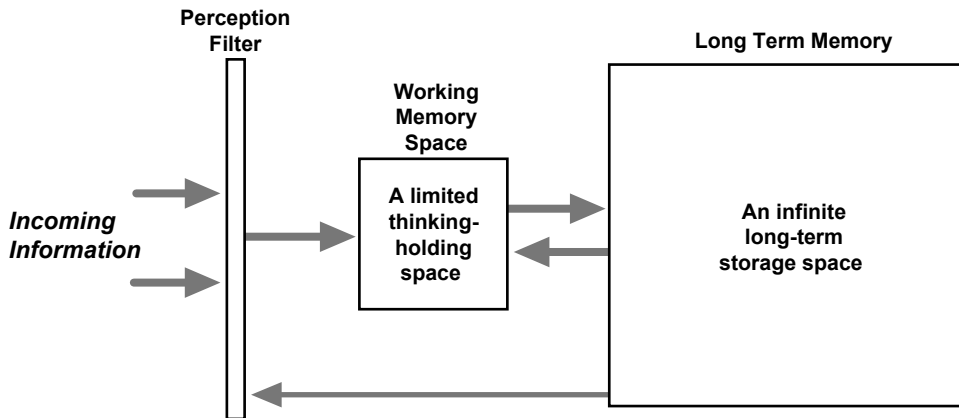 Perception
Filter
Long Term Memory
Working
Memory
Space
Incoming
Information
A limited
thinking-
holding
space
An infinite
long-term
storage space